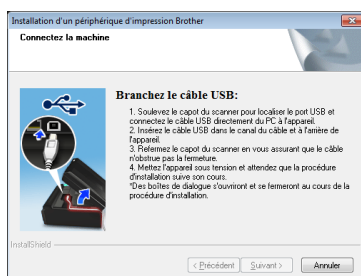 Installation d'un périphérique d'impression Brother
Connectez la machine
Branchez le câble USB:
1. Soulevez le capot du scanner pour localiser le port USB et
connectez le câble USB directement du PC à l'appareil.
2. Insérez le câble USB dans le canal du câble et à l'arrière de
l'appareil.
3. Refermez le capot du scanner en vous assurant que le câble
n'obstrue pas la fermeture.
4. Mettez l'appareil sous tension et attendez que la procédure
d'installation suive son cours.
*Des boîtes de dialogue s'ouvriront et se fermeront au cours de la
procédure d'installation.
InstallShield
< Précédent
Suivant >
Annuler